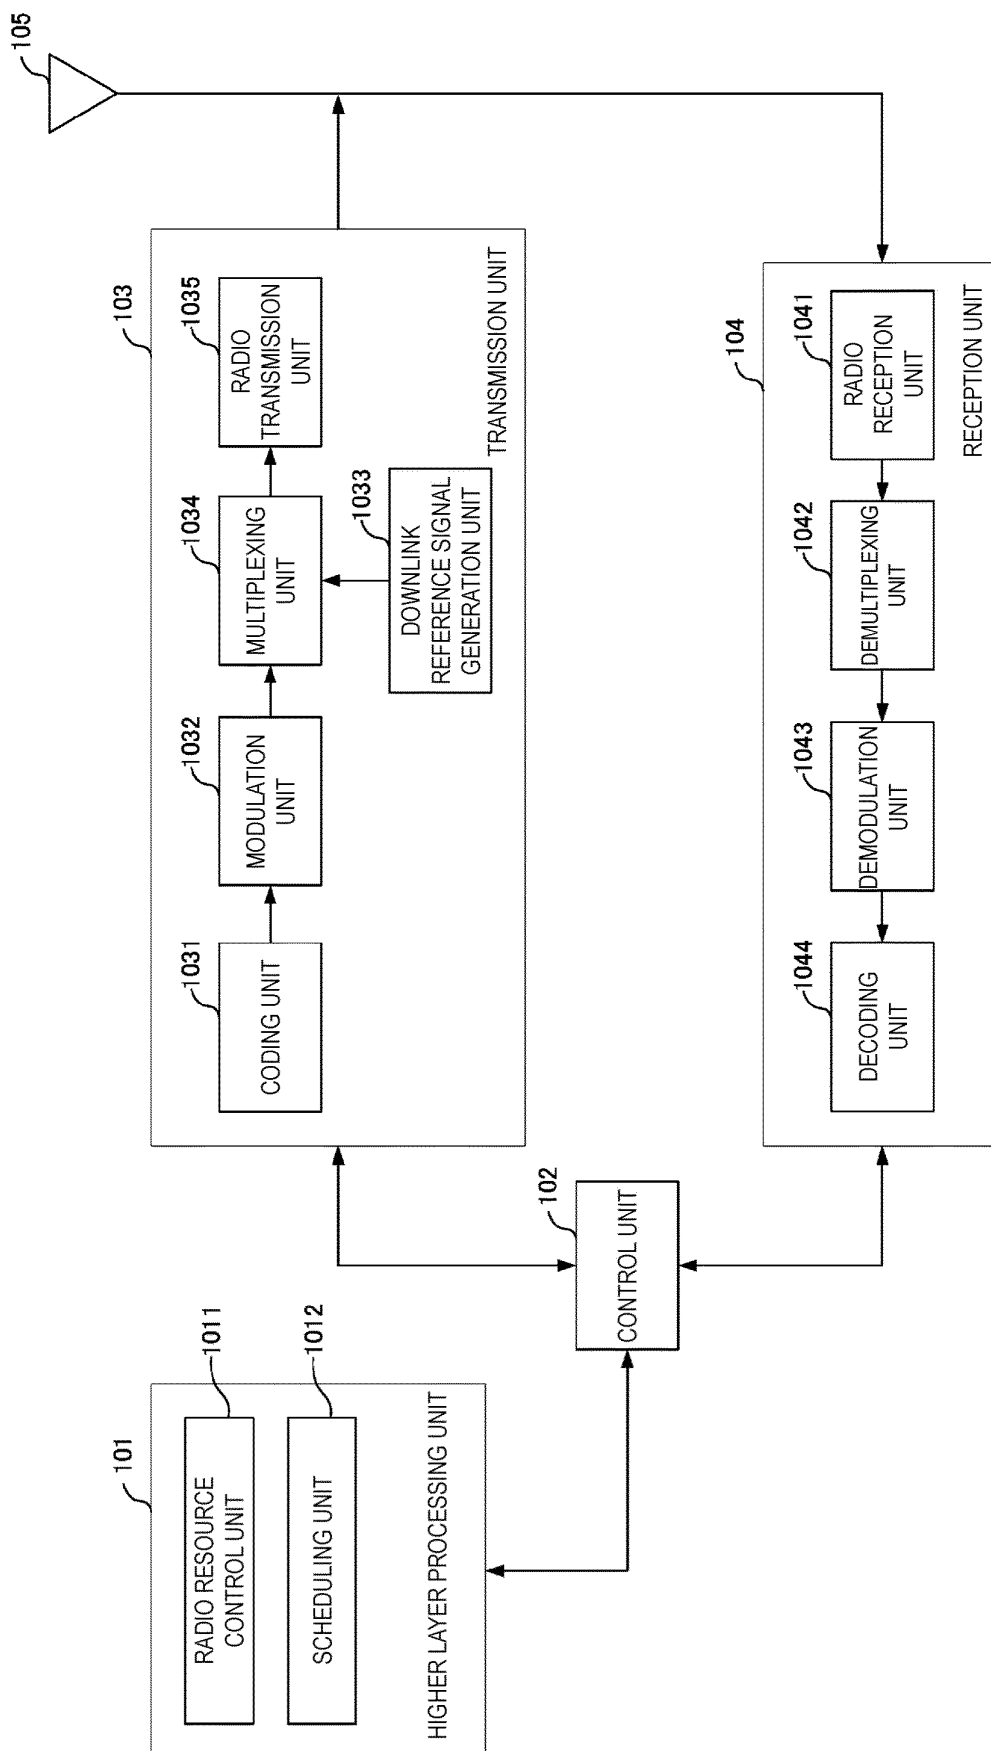 101
RADIO RESOURCE
CONTROL UNIT
1011
SCHEDULING UNIT
1012
HIGHER LAYER PROCESSING UNIT
102
CONTROL UNIT
103
CODING UNIT
1031
MODULATION
UNIT
1032
MULTIPLEXING
UNIT
1034
RADIO
TRANSMISSION
UNIT
1035
DOWNLINK
REFERENCE SIGNAL
GENERATION UNIT
1033
TRANSMISSION UNIT
105
104
DECODING
UNIT
1044
DEMODULATION
UNIT
1043
DEMULTIPLEXING
UNIT
1042
RADIO
RECEPTION
UNIT
1041
RECEPTION UNIT